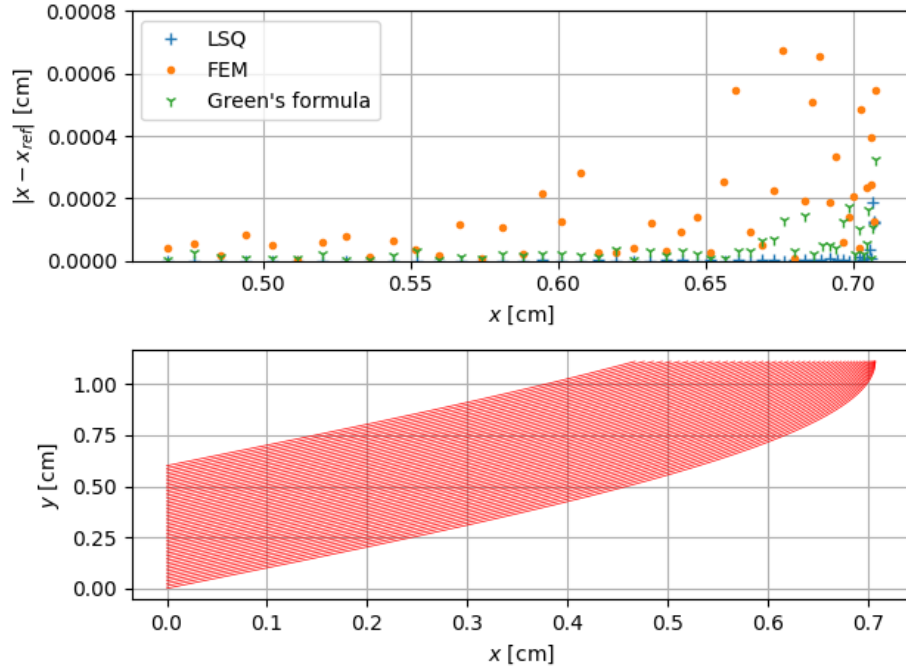 0.0008
0.0006
0.0004
0.0002
0.0000
|x − x_ref| [cm]
LSQ
FEM
Green's formula
0.50 0.55 0.60 0.65 0.70
x [cm]
1.00
0.75
0.50
0.25
0.00
y [cm]
0.0 0.1 0.2 0.3 0.4 0.5 0.6 0.7
x [cm]